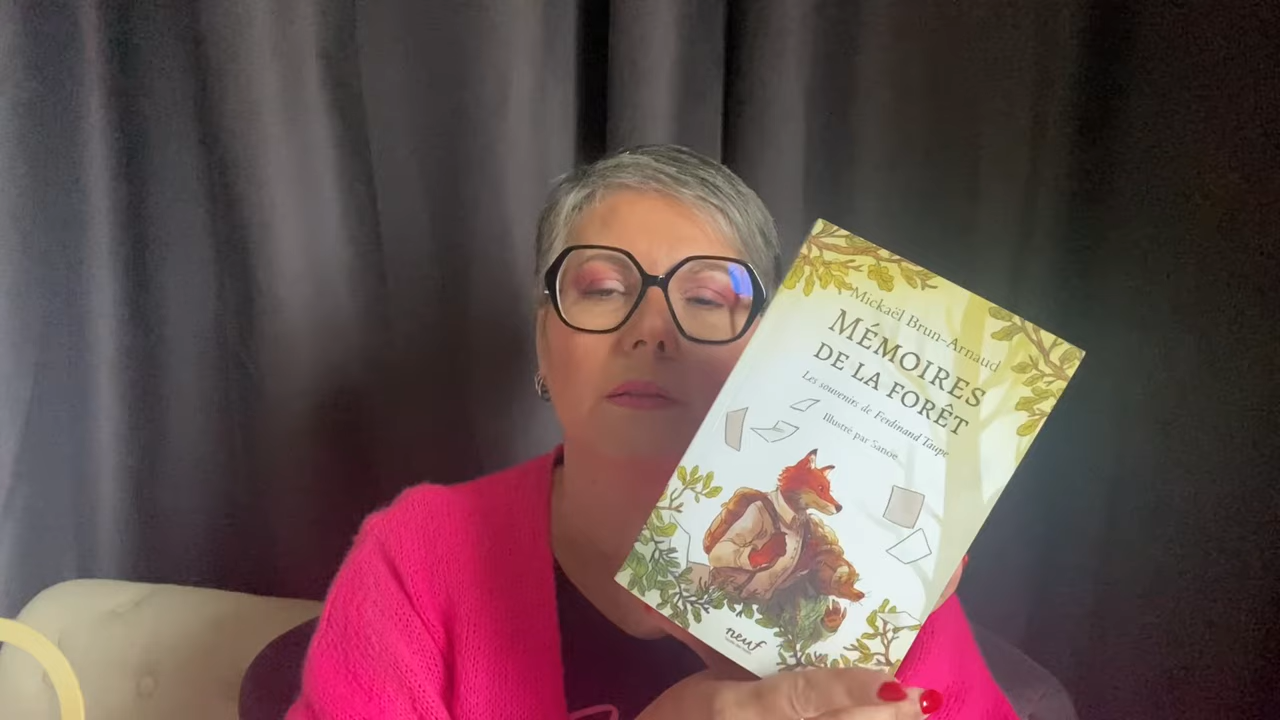 Mickaël Brun-Arnaud
MÉMOIRES
DE LA FORÊT
Les souvenirs de Ferdinand Taupe
Illustré par Sanoe
neuf